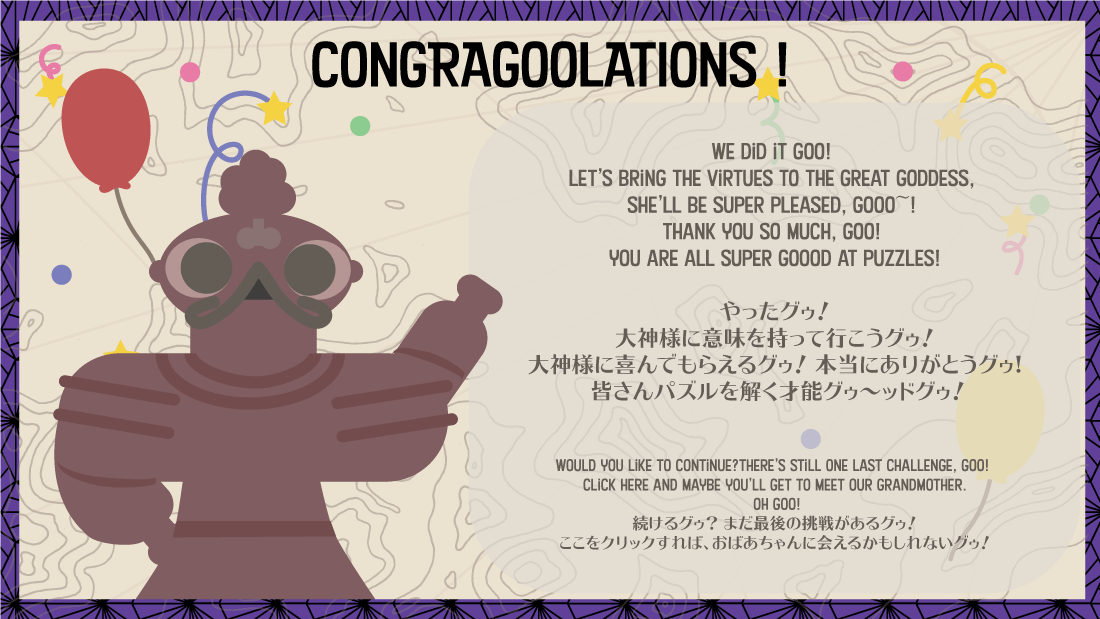 CONGRAGOOLATIONS !
WE DID IT GOO!
LET'S BRING THE VIRTUES TO THE GREAT GODDESS,
SHE'LL BE SUPER PLEASED, GOOO~!
THANK YOU SO MUCH, GOO!
YOU ARE ALL SUPER GOOOD AT PUZZLES!
やったグゥ!
大神様に意味を持って行こうグゥ!
大神様に喜んでもらえるグゥ! 本当にありがとうグゥ!
皆さんパズルを解く才能グゥ〜ッドグゥ!
WOULD YOU LIKE TO CONTINUE?THERE'S STILL ONE LAST CHALLENGE, GOO!
CLICK HERE AND MAYBE YOU'LL GET TO MEET OUR GRANDMOTHER.
OH GOO!
続けるグゥ? まだ最後の挑戦があるグゥ!
ここをクリックすれば、おばあちゃんに会えるかもしれないグゥ!